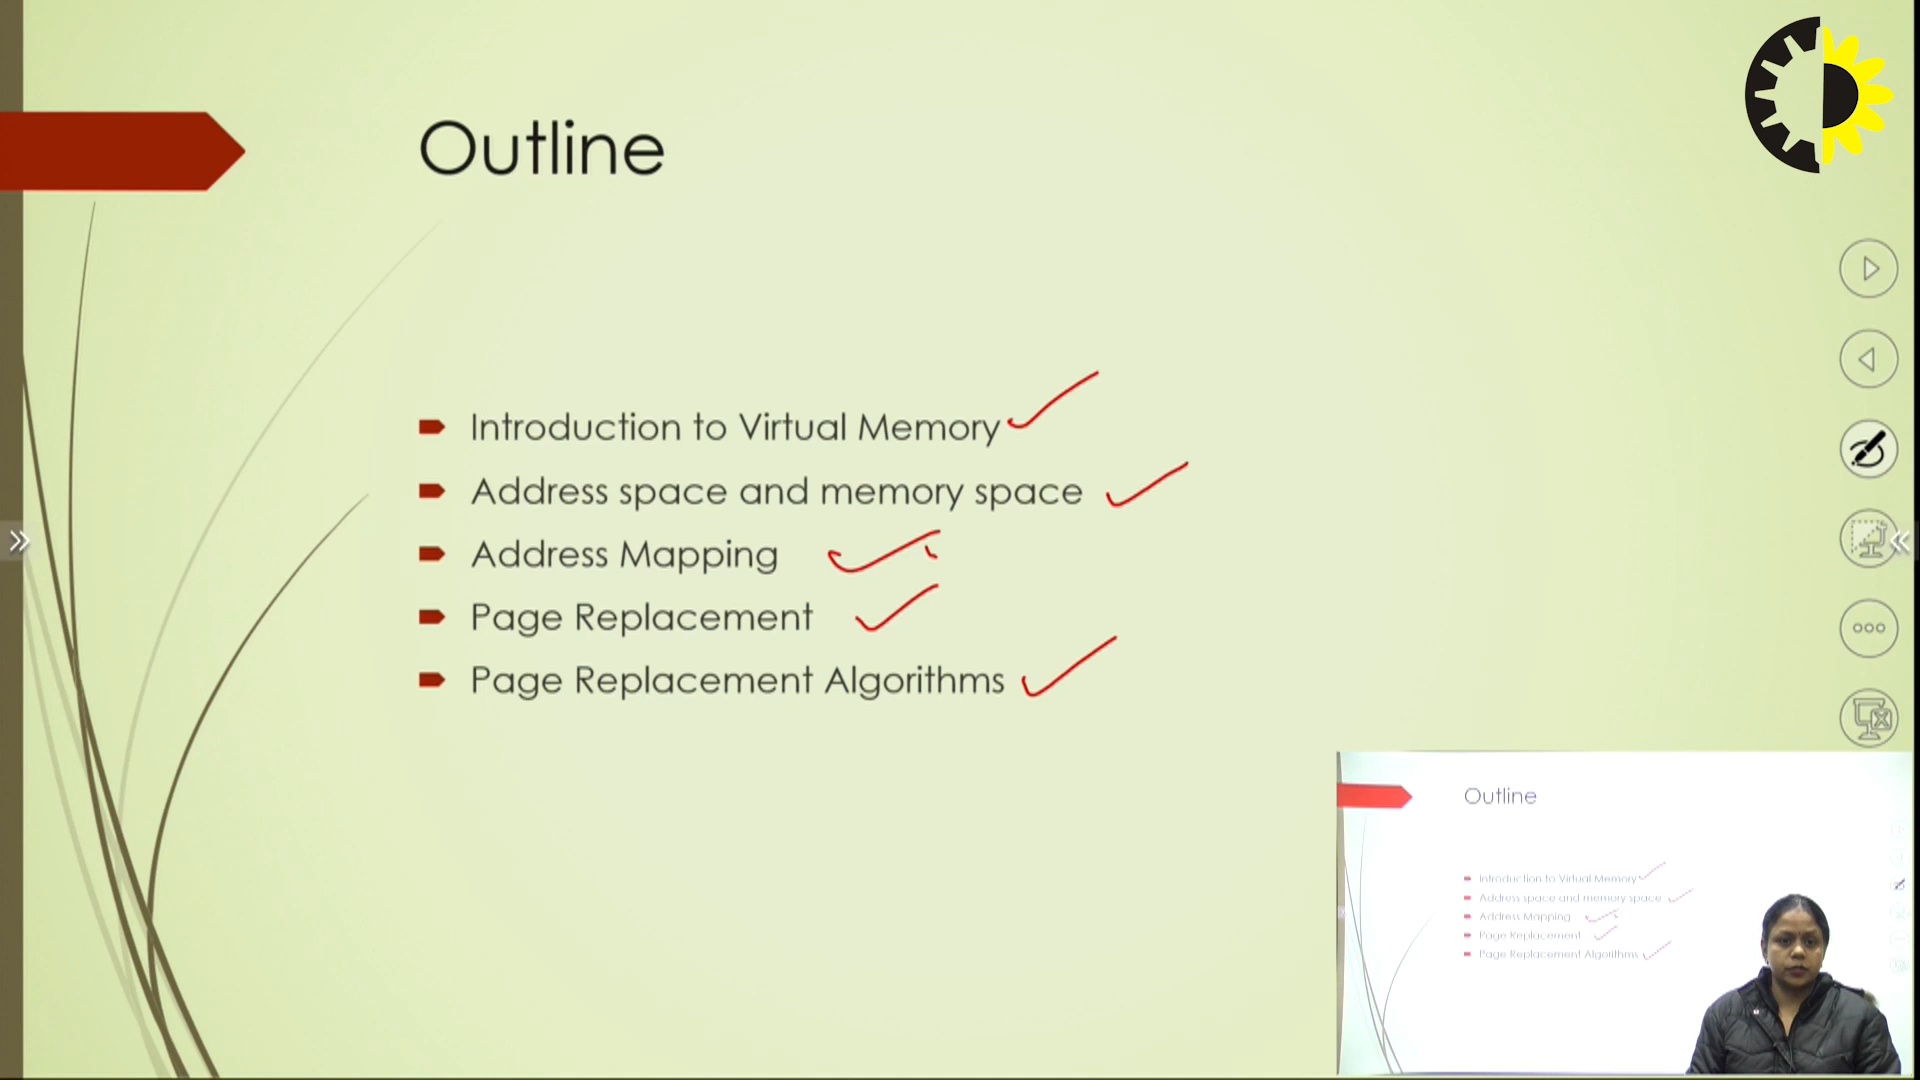 Outline
Introduction to Virtual Memory
Address space and memory space
Address Mapping
Page Replacement
Page Replacement Algorithms
Outline
Introduction to Virtual Memory
Address space and memory space
Address Mapping
Page Replacement
Page Replacement Algorithms